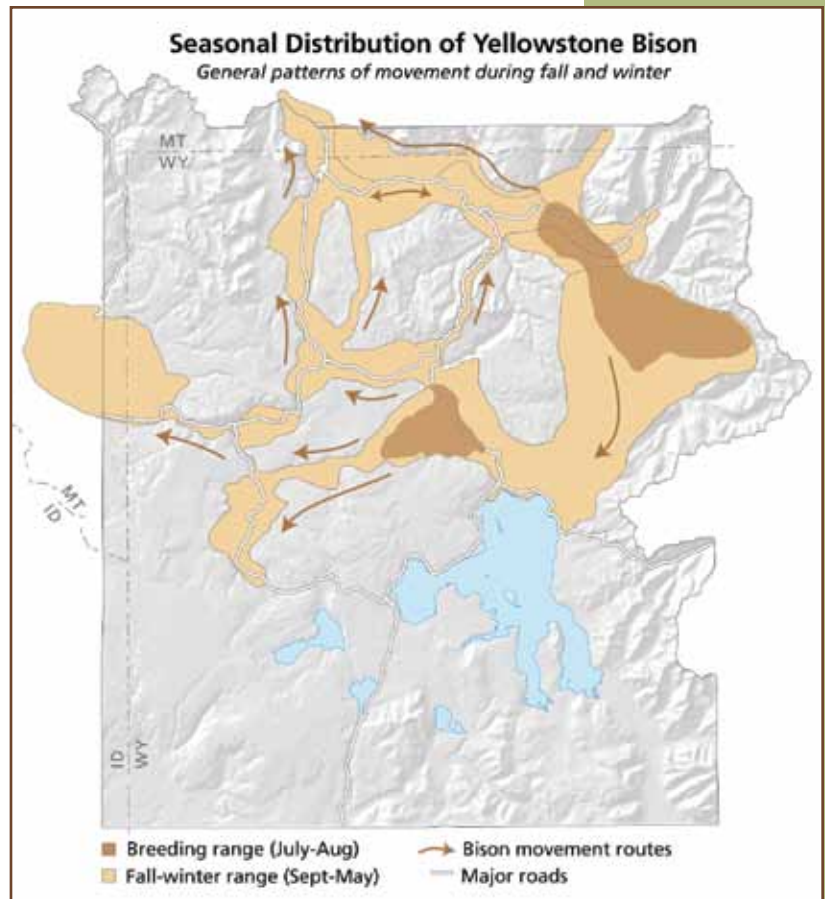 Seasonal Distribution of Yellowstone Bison
General patterns of movement during fall and winter
MT
WY
MT
ID
ID
WY
Breeding range (July-Aug)
Fall-winter range (Sept-May)
Bison movement routes
Major roads